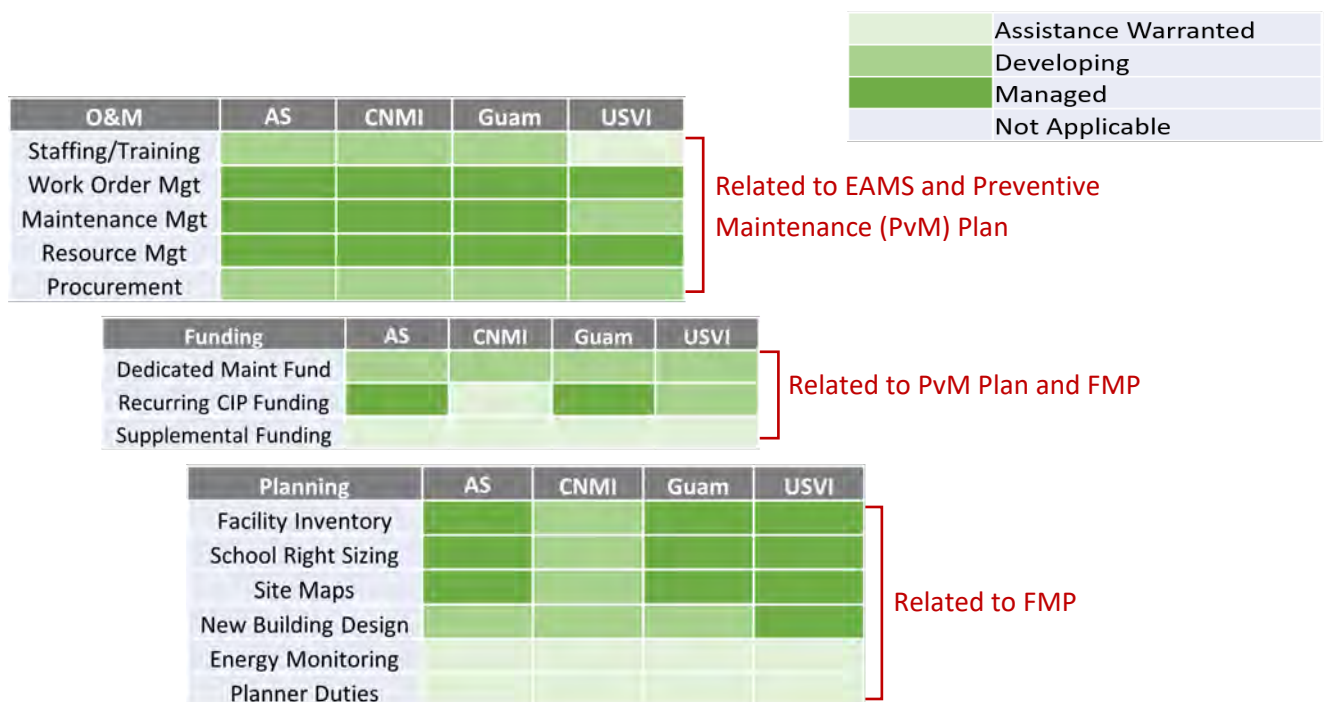 Assistance Warranted
Developing
Managed
Not Applicable
O&M AS CNMI Guam USVI
Staffing/Training
Work Order Mgt
Maintenance Mgt
Resource Mgt
Procurement
Related to EAMS and Preventive
Maintenance (PvM) Plan
Funding AS CNMI Guam USVI
Dedicated Maint Fund
Recurring CIP Funding
Supplemental Funding
Related to PvM Plan and FMP
Planning AS CNMI Guam USVI
Facility Inventory
School Right Sizing
Site Maps
New Building Design
Energy Monitoring
Planner Duties
Related to FMP